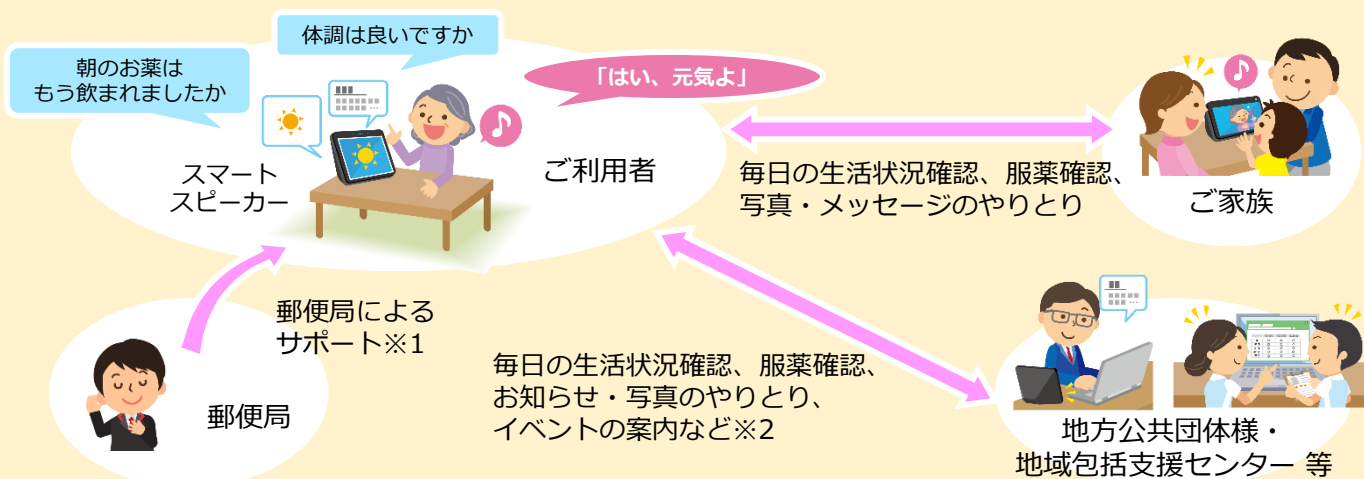 体調は良いですか
朝のお薬は
もう飲まれましたか
「はい、元気よ」
スマート
スピーカー
ご利用者
毎日の生活状況確認、服薬確認、
写真・メッセージのやりとり
ご家族
郵便局による
サポート※1
郵便局
毎日の生活状況確認、服薬確認、
お知らせ・写真のやりとり、
イベントの案内など※2
地方公共団体様・
地域包括支援センター 等